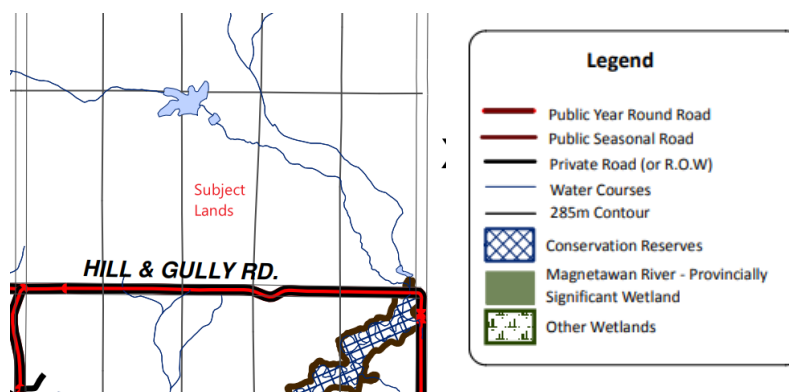 Subject
Lands
HILL & GULLY RD.
Legend
Public Year Round Road
Public Seasonal Road
Private Road (or R.O.W)
Water Courses
285m Contour
Conservation Reserves
Magnetawan River - Provincially
Significant Wetland
Other Wetlands